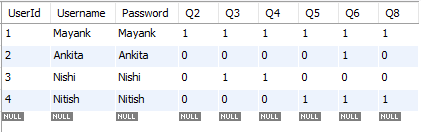 UserId Username Password Q2 Q3 Q4 Q5 Q6 Q8
1 Mayank Mayank 1 1 1 1 1 1
2 Ankita Ankita 0 0 0 0 1 0
3 Nishi Nishi 0 1 1 0 0 0
4 Nitish Nitish 0 0 0 1 1 1
NULL NULL NULL NULL NULL NULL NULL NULL NULL